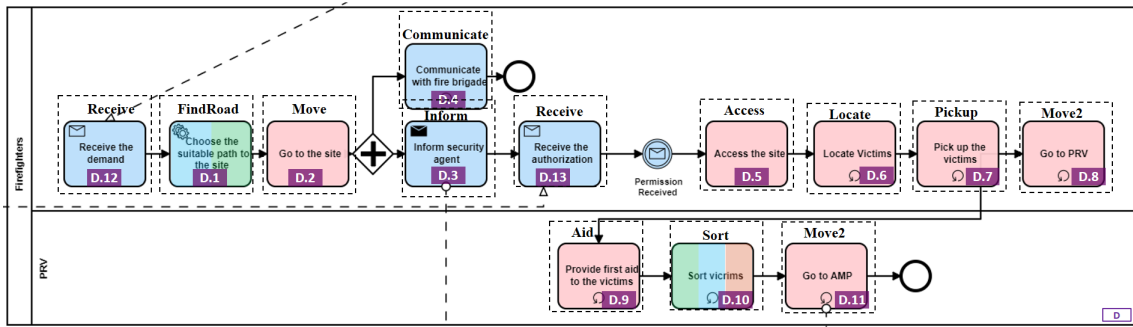 Firefighters
Communicate
Communicate
with fire brigade
D.4
Receive
Receive the
demand
D.12
FindRoad
Choose the
suitable path to
the site
D.1
Move
Go to the site
D.2
Inform
Inform security
agent
D.3
Receive
Receive the
authorization
D.13
Permission
Received
Access
Access the site
D.5
Locate
Locate Victims
D.6
Pickup
Pick up the
victims
D.7
Move2
Go to PRV
D.8
PRV
Aid
Provide first aid
to the victims
D.9
Sort
Sort vicrims
D.10
Move2
Go to AMP
D.11
D